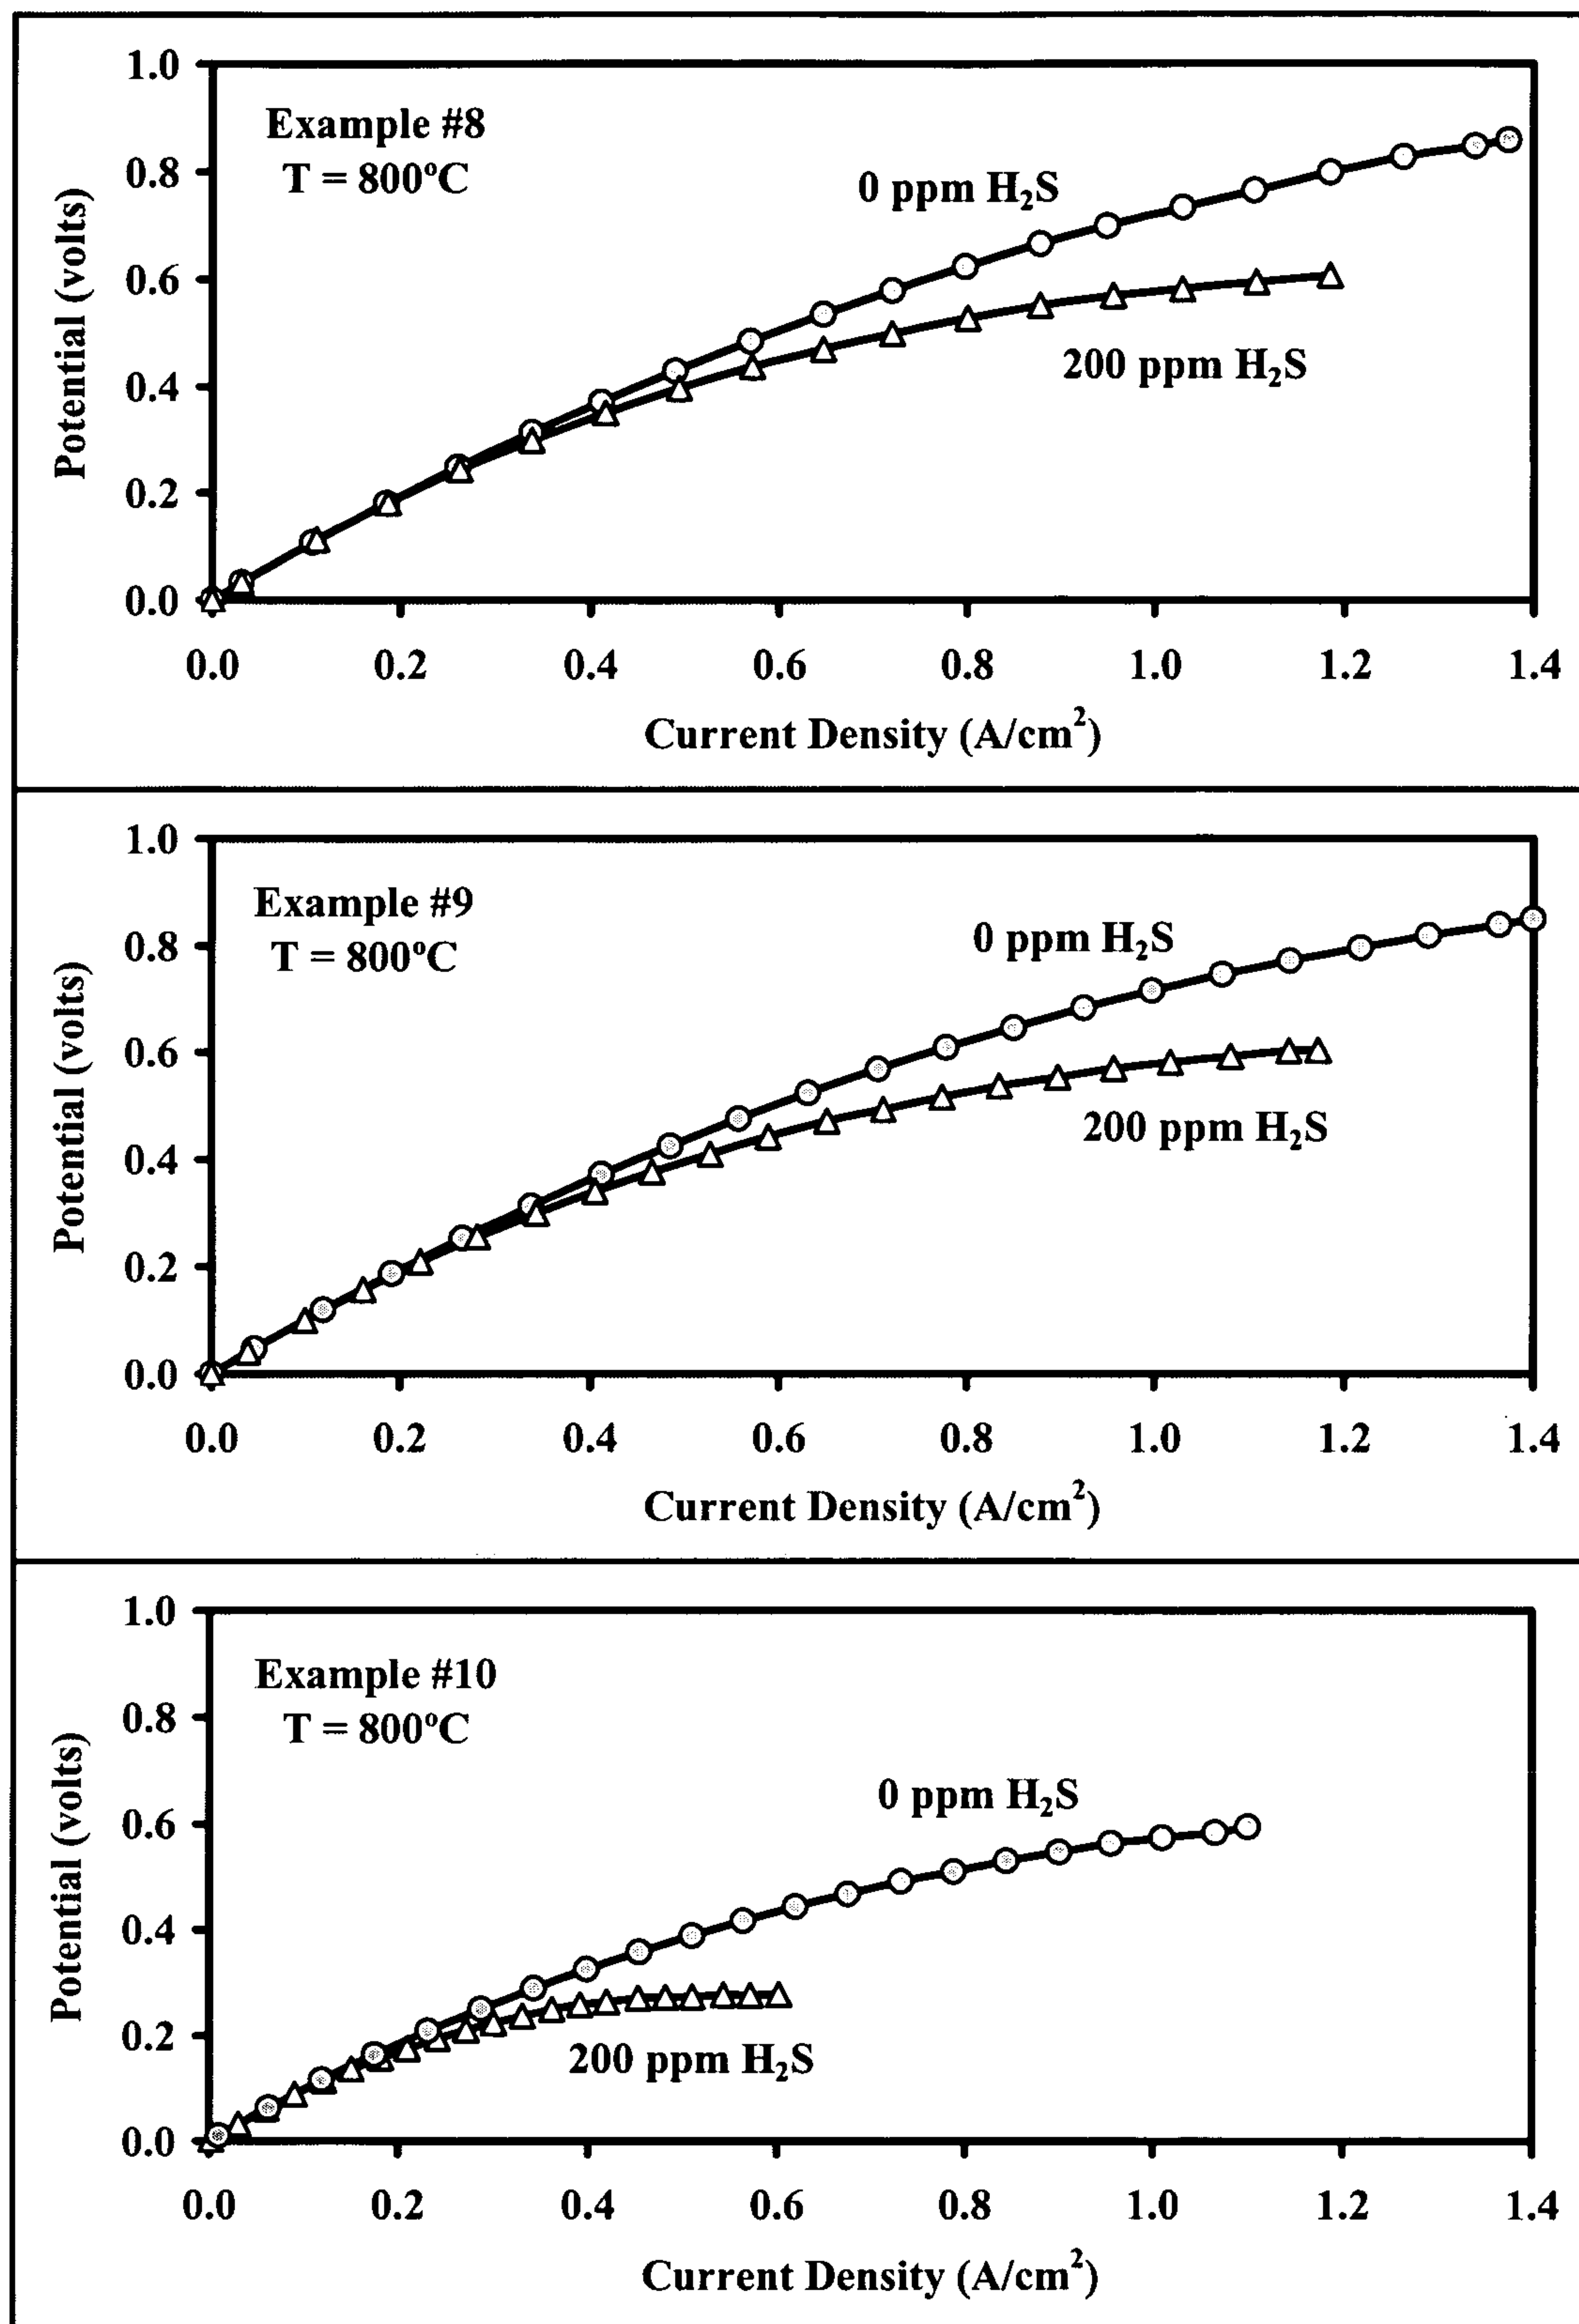 1.0
0.8
0.6
0.4
0.2
0.0
Potential (volts)
Example #8
T = 800ºC
0 ppm H₂S
200 ppm H₂S
0.0 0.2 0.4 0.6 0.8 1.0 1.2 1.4
Current Density (A/cm²)
1.0
0.8
0.6
0.4
0.2
0.0
Potential (volts)
Example #9
T = 800ºC
0 ppm H₂S
200 ppm H₂S
0.0 0.2 0.4 0.6 0.8 1.0 1.2 1.4
Current Density (A/cm²)
1.0
0.8
0.6
0.4
0.2
0.0
Potential (volts)
Example #10
T = 800ºC
0 ppm H₂S
200 ppm H₂S
0.0 0.2 0.4 0.6 0.8 1.0 1.2 1.4
Current Density (A/cm²)